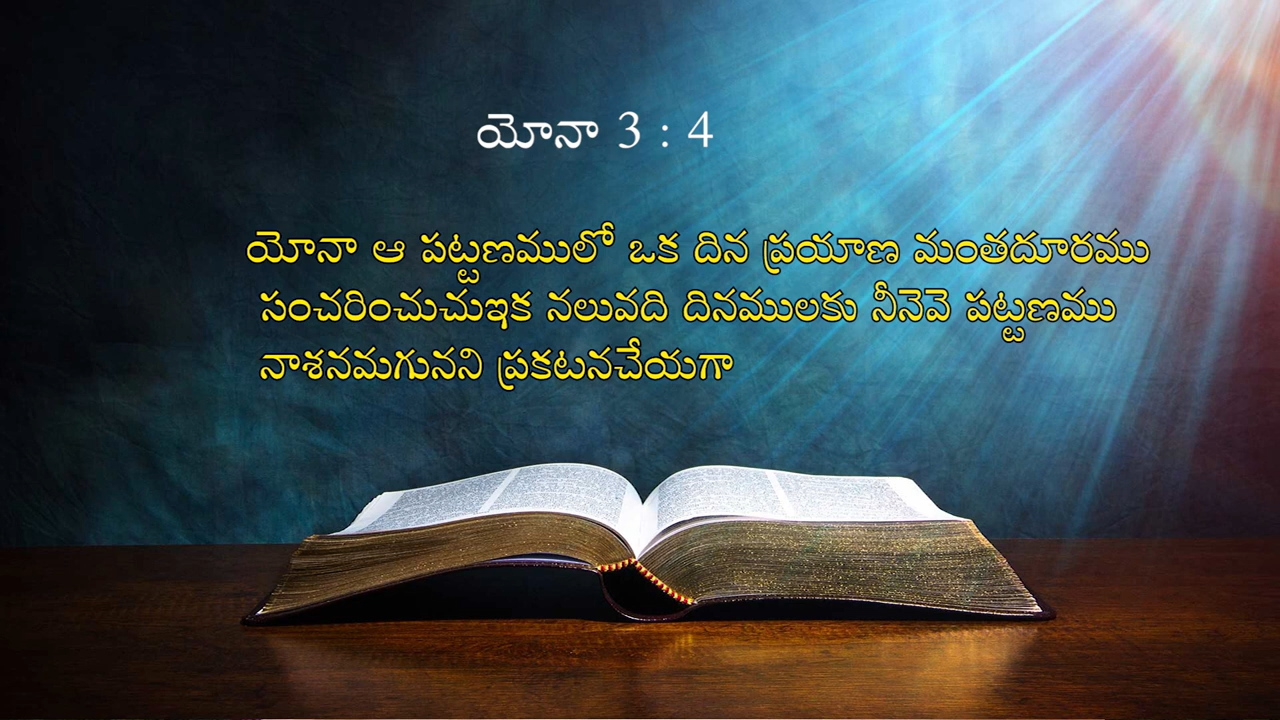 యోనా 3 : 4
యోనా ఆ పట్టణములో ఒక దిన ప్రయాణ మంతదూరము
సంచరించుచుఇక నలువది దినములకు నీనెవె పట్టణము
నాశనమగునని ప్రకటనచేయగా